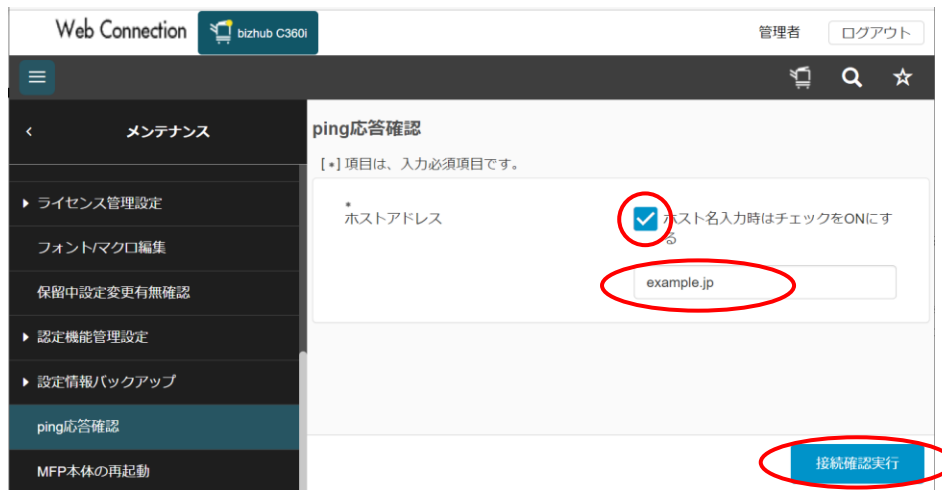 Web Connection
bizhub C360i
管理者
ログアウト
メンテナンス
ライセンス管理設定
フォント/マクロ編集
保留中設定変更有無確認
認定機能管理設定
設定情報バックアップ
ping応答確認
MFP本体の再起動
ping応答確認
[*]項目は、入力必須項目です。
*
ホストアドレス
ホスト名入力時はチェックをONにす
る
example.jp
接続確認実行